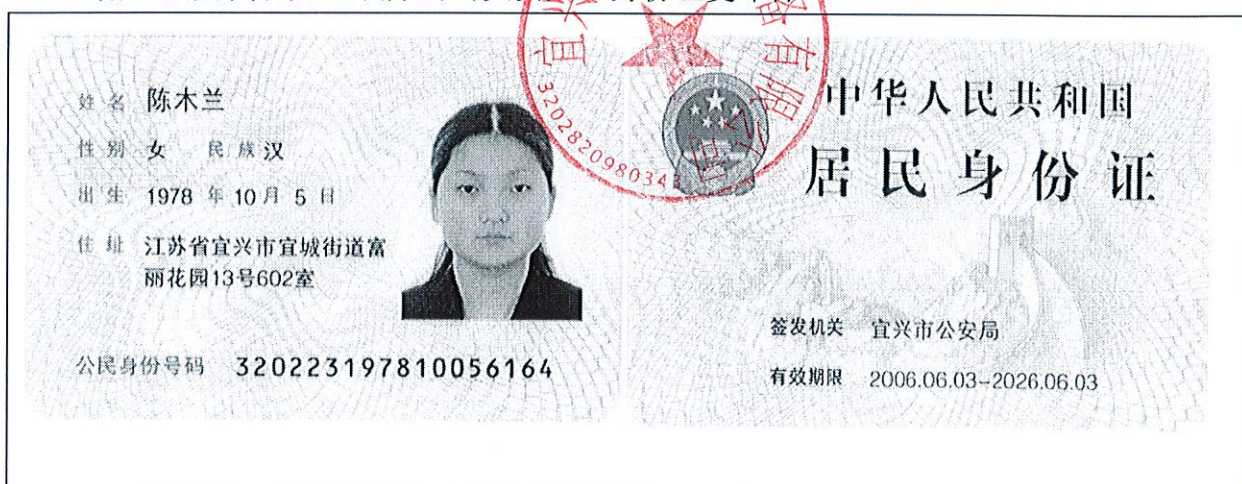 姓名 陈木兰
性别 女 民族 汉
出生 1978 年 10 月 5 日
住址 江苏省宜兴市宜城街道富
丽花园13号602室
公民身份号码 320223197810056164
中华人民共和国
居民身份证
签发机关 宜兴市公安局
有效期限 2006.06.03-2026.06.03